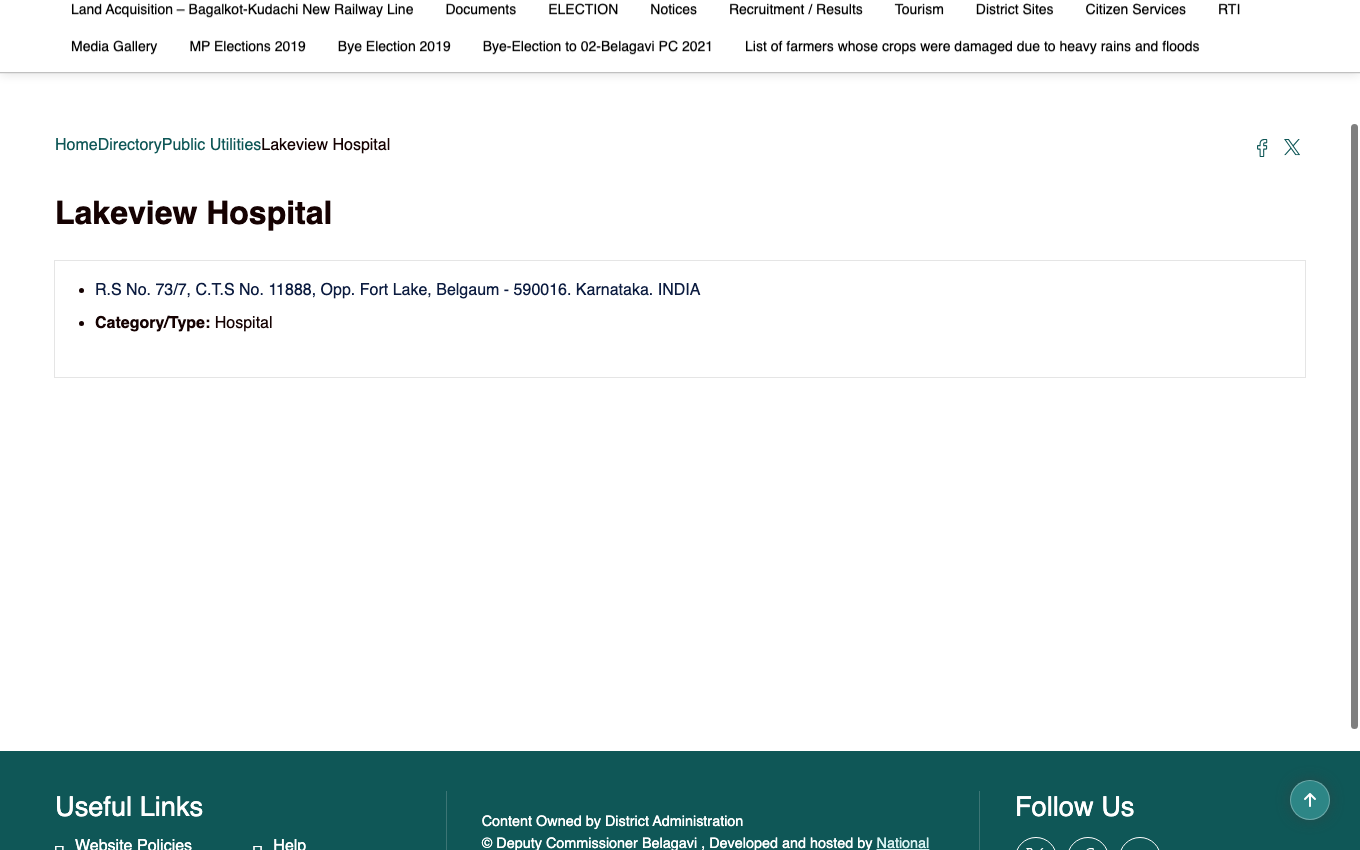 Land Acquisition – Bagalkot-Kudachi New Railway Line Documents ELECTION Notices Recruitment / Results Tourism District Sites Citizen Services RTI
Media Gallery MP Elections 2019 Bye Election 2019 Bye-Election to 02-Belagavi PC 2021 List of farmers whose crops were damaged due to heavy rains and floods
HomeDirectoryPublic UtilitiesLakeview Hospital
Lakeview Hospital
R.S No. 73/7, C.T.S No. 11888, Opp. Fort Lake, Belgaum - 590016. Karnataka. INDIA
Category/Type: Hospital
Useful Links
Website Policies
Help
Content Owned by District Administration
© Deputy Commissioner Belagavi , Developed and hosted by National
Follow Us